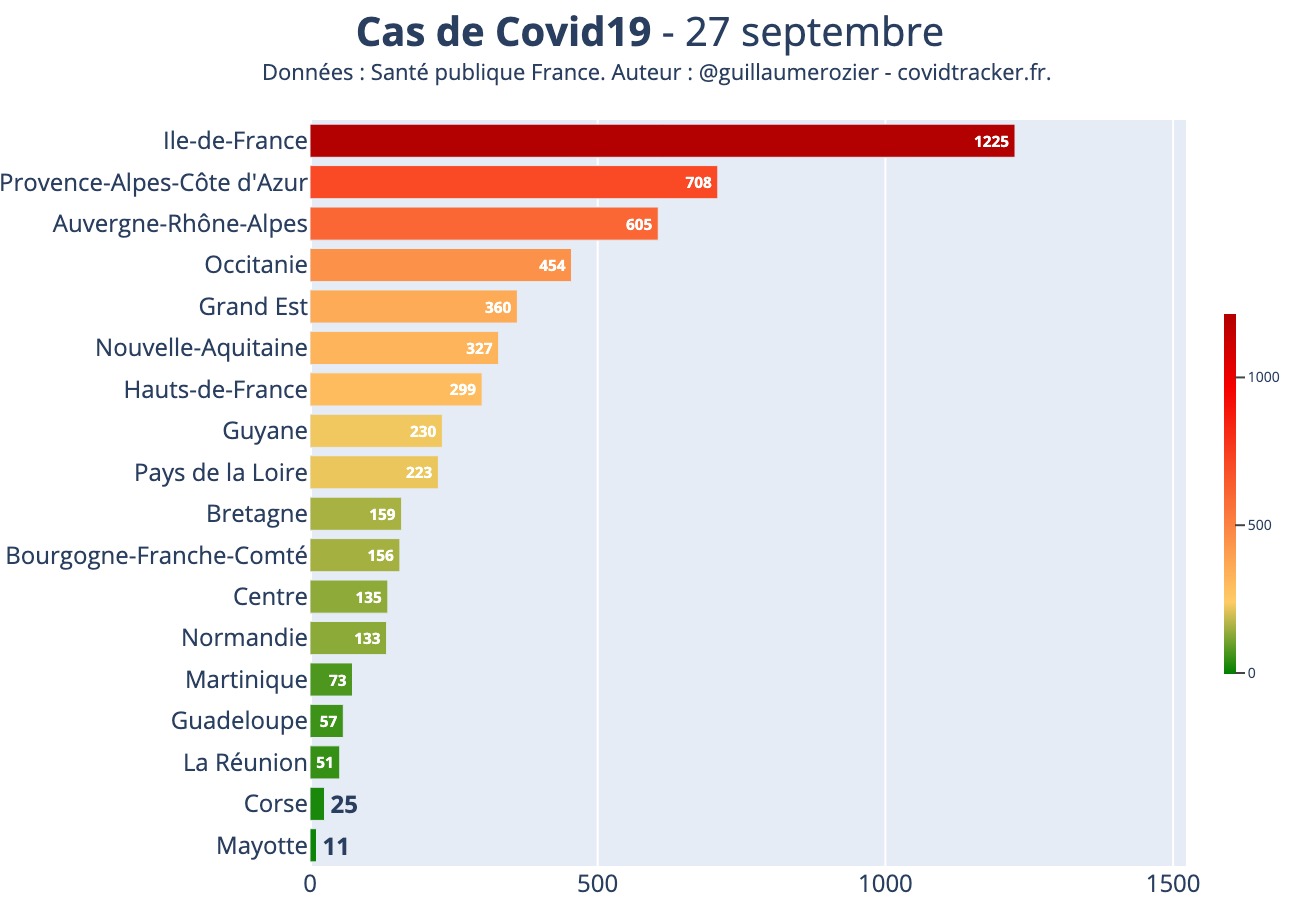 Cas de Covid19 - 27 septembre
Données : Santé publique France. Auteur : @guillaumerozier - covidtracker.fr.
Ile-de-France 1225
Provence-Alpes-Côte d'Azur 708
Auvergne-Rhône-Alpes 605
Occitanie 454
Grand Est 360
Nouvelle-Aquitaine 327
Hauts-de-France 299
Guyane 230
Pays de la Loire 223
Bretagne 159
Bourgogne-Franche-Comté 156
Centre 135
Normandie 133
Martinique 73
Guadeloupe 57
La Réunion 51
Corse 25
Mayotte 11
0 500 1000 1500
1000
500
0